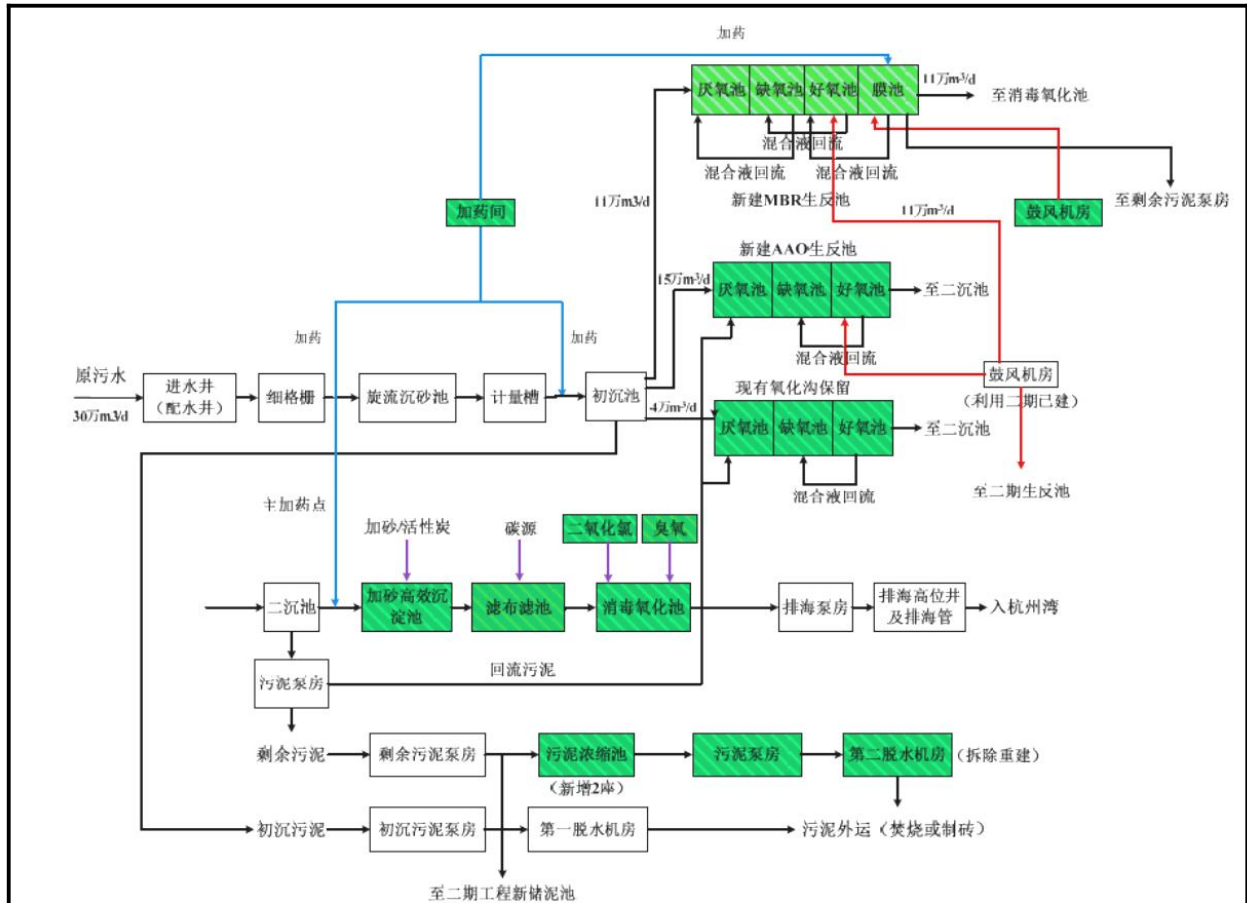 加药
11万m³/d
厌氧池 缺氧池 好氧池 膜池
至消毒氧化池
混合液回流
混合液回流 混合液回流
新建MBR生反池
至剩余污泥泵房
11万m3/d
加药间
11万m³/d
鼓风机房
新建AAO生反池
15万m³/d
厌氧池 缺氧池 好氧池
至二沉池
混合液回流
加药 加药
原污水
30万m3/d
进水井
(配水井)
细格栅
旋流沉砂池
计量槽
初沉池
鼓风机房
(利用二期已建)
现有氧化沟保留
4万m³/d
厌氧池 缺氧池 好氧池
至二沉池
混合液回流
至二期生反池
主加药点
加砂/活性炭
碳源
二氧化氯
臭氧
二沉池
加砂高效沉
淀池
滤布滤池
消毒氧化池
排海泵房
排海高位井
及排海管
入杭州湾
污泥泵房
回流污泥
剩余污泥
剩余污泥泵房
污泥浓缩池
(新增2座)
污泥泵房
第二脱水机房
(拆除重建)
初沉污泥
初沉污泥泵房
第一脱水机房
污泥外运(焚烧或制砖)
至二期工程新储泥池